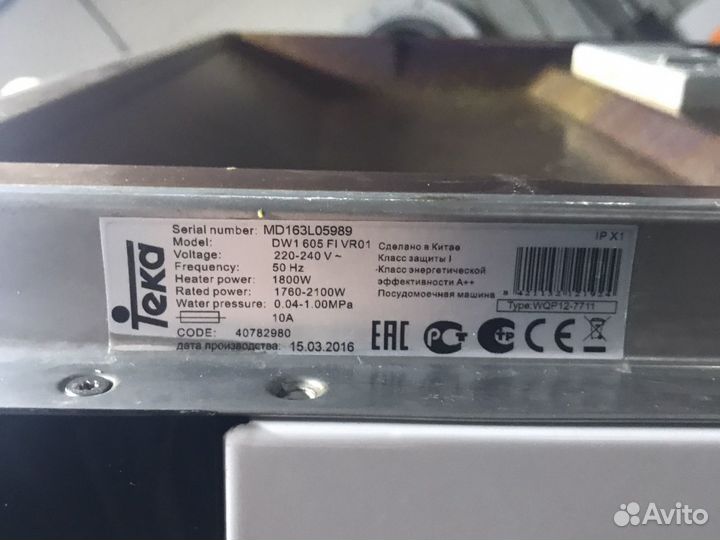 Teka
Serial number: MD163L05989
Model: DW1 605 FI VR01
Voltage: 220-240 V ~
Frequency: 50 Hz
Heater power: 1800W
Rated power: 1760-2100W
Water pressure: 0.04-1.00MPa
10A
CODE: 40782980
дата производства: 15.03.2016
Сделано в Китае
Класс защиты I
Класс энергетической
эффективности А++
Посудомоечная машина
IP X1
Type:WQP12-7711
EAC
CE
Avito